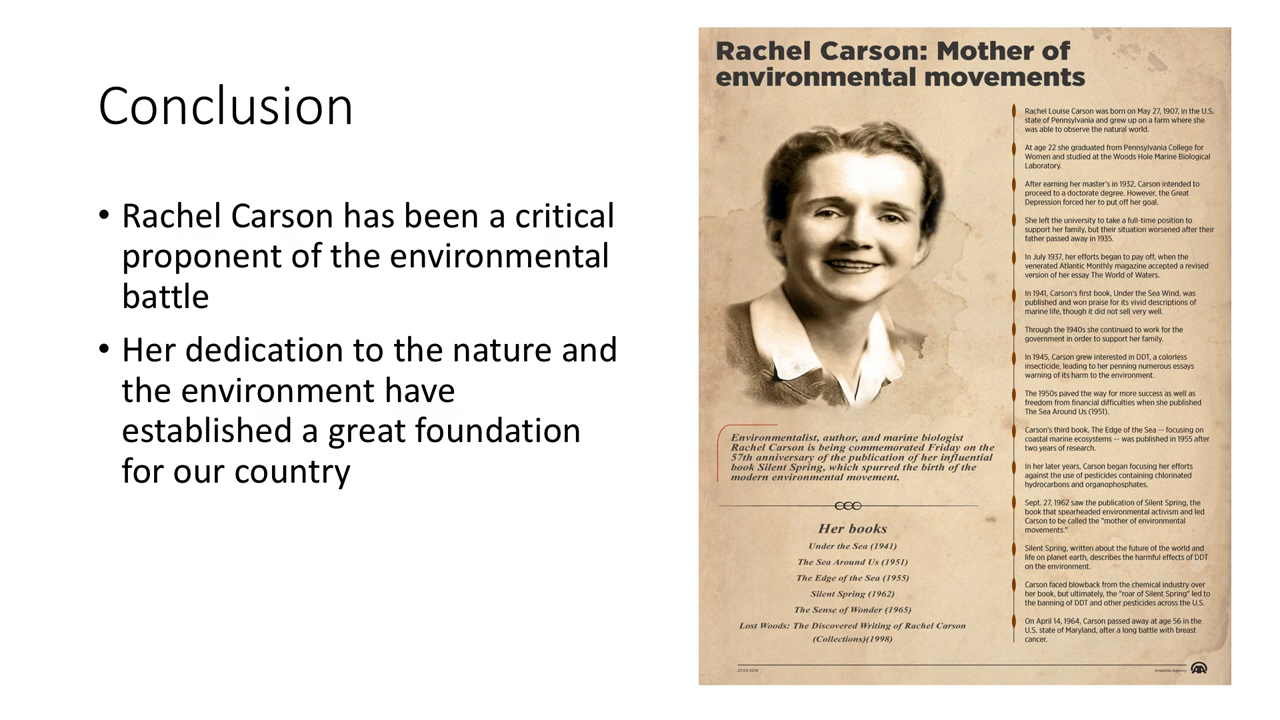 Conclusion
• Rachel Carson has been a critical
proponent of the environmental
battle
• Her dedication to the nature and
the environment have
established a great foundation
for our country
Rachel Carson: Mother of
environmental movements
Environmentalist, author, and marine biologist
Rachel Carson is being commemorated Friday on the
57th anniversary of the publication of her influential
book Silent Spring, which spurred the birth of the
modern environmental movement.
Her books
Under the Sea (1941)
The Sea Around Us (1951)
The Edge of the Sea (1955)
Silent Spring (1962)
The Sense of Wonder (1965)
Lost Woods: The Discovered Writing of Rachel Carson
(Collections)(1998)
Rachel Louise Carson was born on May 27, 1907, in the U.S.
state of Pennsylvania and grew up on a farm where she
was able to observe the natural world.
At age 22 she graduated from Pennsylvania College for
Women and studied at the Woods Hole Marine Biological
Laboratory.
After earning her master's in 1932, Carson intended to
proceed to a doctorate degree. However, the Great
Depression forced her to put off her goal.
She left the university to take a full-time position to
support her family, but their situation worsened after their
father passed away in 1935.
In July 1937, her efforts began to pay off, when the
venerated Atlantic Monthly magazine accepted a revised
version of her essay The World of Waters.
In 1941, Carson's first book, Under the Sea Wind, was
published and won praise for its vivid descriptions of
marine life, though it did not sell very well.
Through the 1940s she continued to work for the
government in order to support her family.
In 1945, Carson grew interested in DDT, a colorless
insecticide, leading to her penning numerous essays
warning of its harm to the environment.
The 1950s paved the way for more success as well as
freedom from financial difficulties when she published
The Sea Around Us (1951).
Carson's third book, The Edge of the Sea -- focusing on
coastal marine ecosystems -- was published in 1955 after
two years of research.
In her later years, Carson began focusing her efforts
against the use of pesticides containing chlorinated
hydrocarbons and organophosphates.
Sept. 27, 1962 saw the publication of Silent Spring, the
book that spearheaded environmental activism and led
Carson to be called the "mother of environmental
movements."
Silent Spring, written about the future of the world and
life on planet earth, describes the harmful effects of DDT
on the environment.
Carson faced blowback from the chemical industry over
her book, but ultimately, the "roar of Silent Spring" led to
the banning of DDT and other pesticides across the U.S.
On April 14, 1964, Carson passed away at age 56 in the
U.S. state of Maryland, after a long battle with breast
cancer.
Anadolu Agency AA